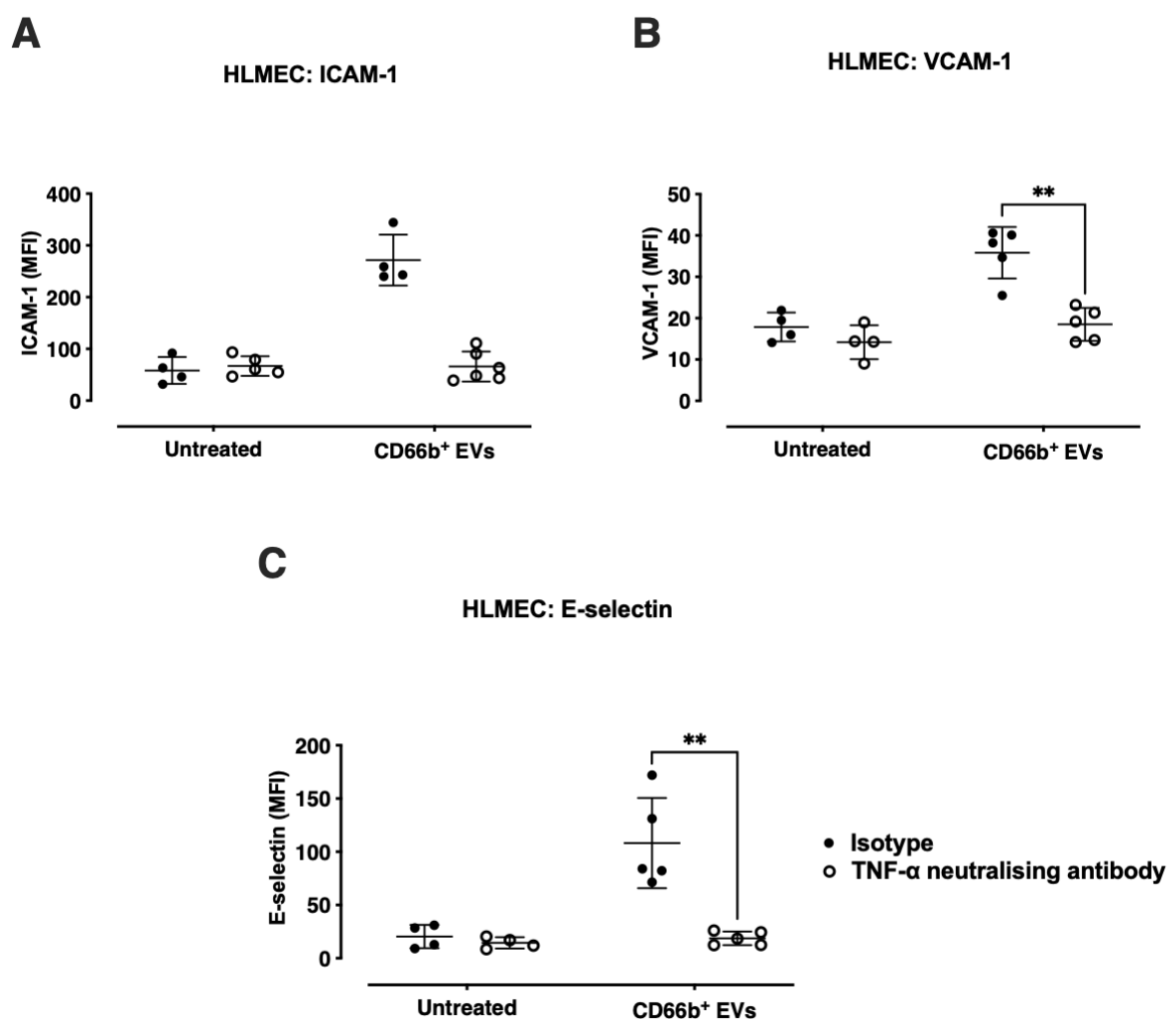 A
HLMEC: ICAM-1
ICAM-1 (MFI)
400
300
200
100
0
Untreated
CD66b⁺ EVs
B
HLMEC: VCAM-1
VCAM-1 (MFI)
50
40
30
20
10
0
**
Untreated
CD66b⁺ EVs
C
HLMEC: E-selectin
E-selectin (MFI)
200
150
100
50
0
**
Untreated
CD66b⁺ EVs
Isotype
TNF-α neutralising antibody